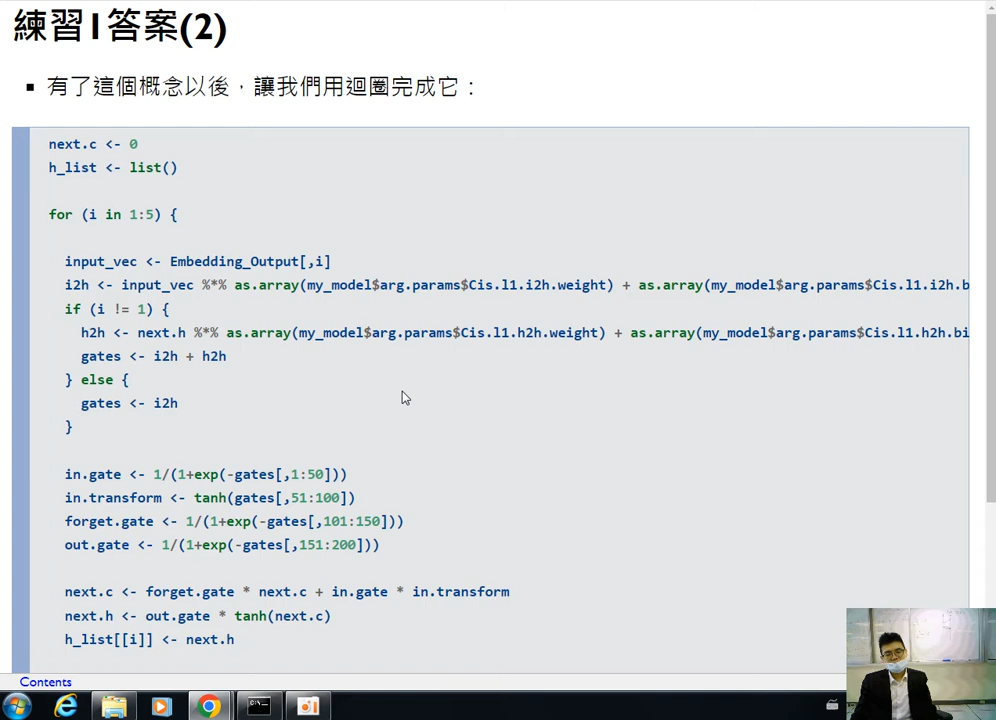 練習1答案(2)
▪ 有了這個概念以後，讓我們用迴圈完成它：
next.c <- 0
h_list <- list()
for (i in 1:5) {
input_vec <- Embedding_Output[,i]
i2h <- input_vec %*% as.array(my_model$arg.params$Cis.l1.i2h.weight) + as.array(my_model$arg.params$Cis.l1.i2h.b
if (i != 1) {
h2h <- next.h %*% as.array(my_model$arg.params$Cis.l1.h2h.weight) + as.array(my_model$arg.params$Cis.l1.h2h.bi
gates <- i2h + h2h
} else {
gates <- i2h
}
in.gate <- 1/(1+exp(-gates[,1:50]))
in.transform <- tanh(gates[,51:100])
forget.gate <- 1/(1+exp(-gates[,101:150]))
out.gate <- 1/(1+exp(-gates[,151:200]))
next.c <- forget.gate * next.c + in.gate * in.transform
next.h <- out.gate * tanh(next.c)
h_list[[i]] <- next.h
Contents